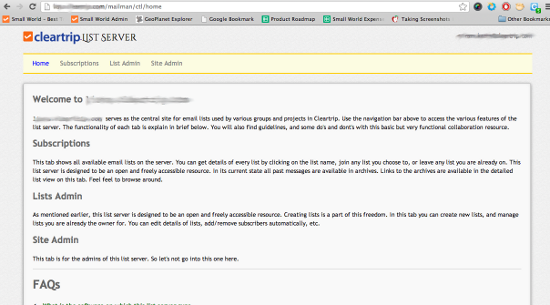 /mailman/ctl/home
Small World – Best Small World Admin GeoPlanet Explorer Google Bookmark Product Roadmap Small World Expens Taking Screenshots Other Bookmarks
cleartrip. LIST SERVER
Home Subscriptions List Admin Site Admin
Welcome to
serves as the central site for email lists used by various groups and projects in Cleartrip. Use the navigation bar above to access the various features of the
list server. The functionality of each tab is explain in brief below. You will also find guidelines, and some do's and dont's with this basic but very functional collaboration resource.
Subscriptions
This tab shows all available email lists on the server. You can get details of every list by clicking on the list name, join any list you choose to, or leave any list you are already on. This
list server is designed to be an open and freely accessible resource. In its current state all past messages are available in archives. Links to the archives are available in the detailed
list view on this tab. Feel feel to browse around.
Lists Admin
As mentioned earlier, this list server is designed to be an open and freely accessible resource. Creating lists is a part of this freedom. In this tab you can create new lists, and manage
lists you are already the owner for. You can edit details of lists, add/remove subscribers automatically, etc.
Site Admin
This tab is for the admins of this list server. So let's not go into this one here.
FAQs